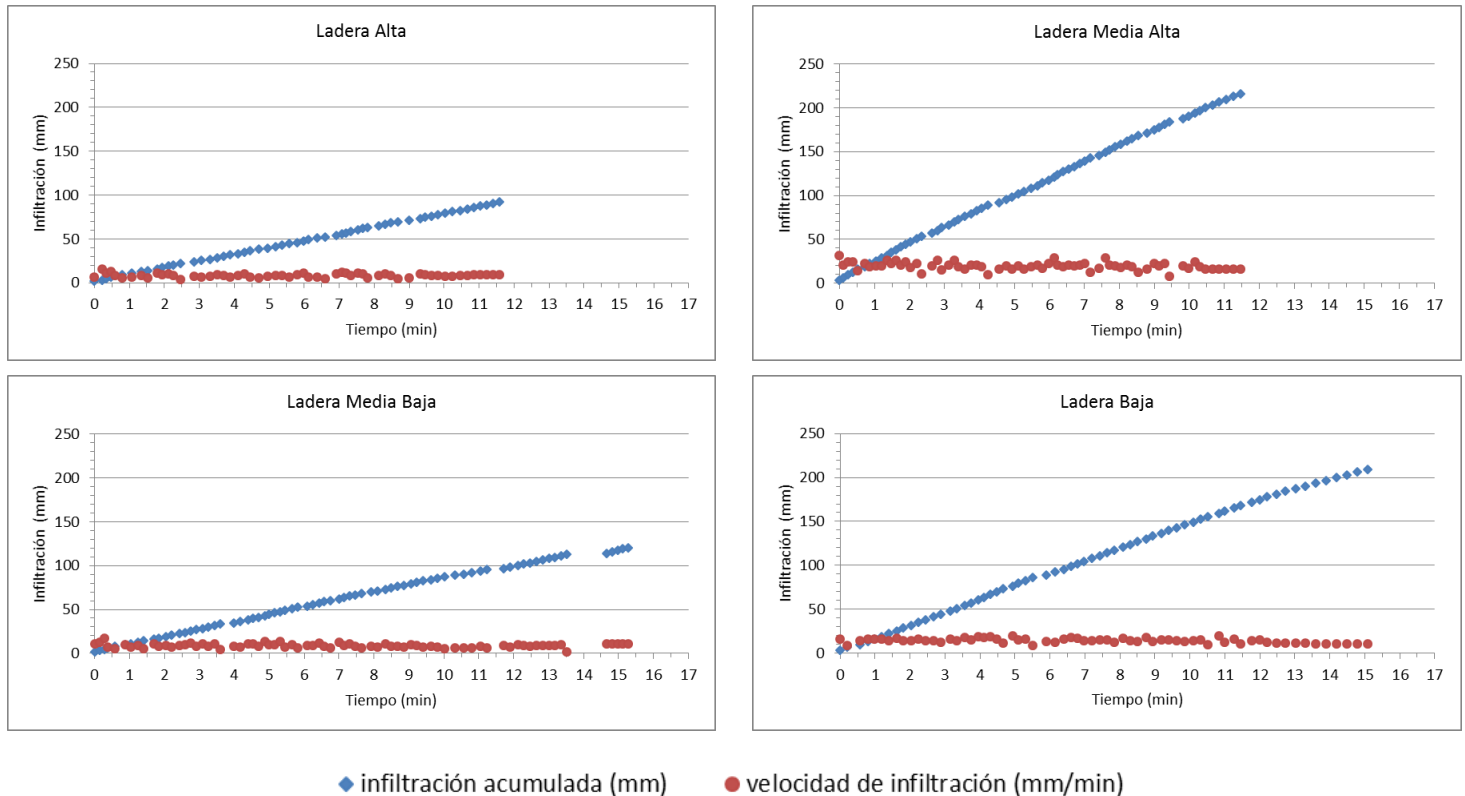 Ladera Alta
250
200
150
100
50
0
Infiltración (mm)
0 1 2 3 4 5 6 7 8 9 10 11 12 13 14 15 16 17
Tiempo (min)
Ladera Media Alta
250
200
150
100
50
0
Infiltración (mm)
0 1 2 3 4 5 6 7 8 9 10 11 12 13 14 15 16 17
Tiempo (min)
Ladera Media Baja
250
200
150
100
50
0
Infiltración (mm)
0 1 2 3 4 5 6 7 8 9 10 11 12 13 14 15 16 17
Tiempo (min)
Ladera Baja
250
200
150
100
50
0
Infiltración (mm)
0 1 2 3 4 5 6 7 8 9 10 11 12 13 14 15 16 17
Tiempo (min)
infiltración acumulada (mm)
velocidad de infiltración (mm/min)